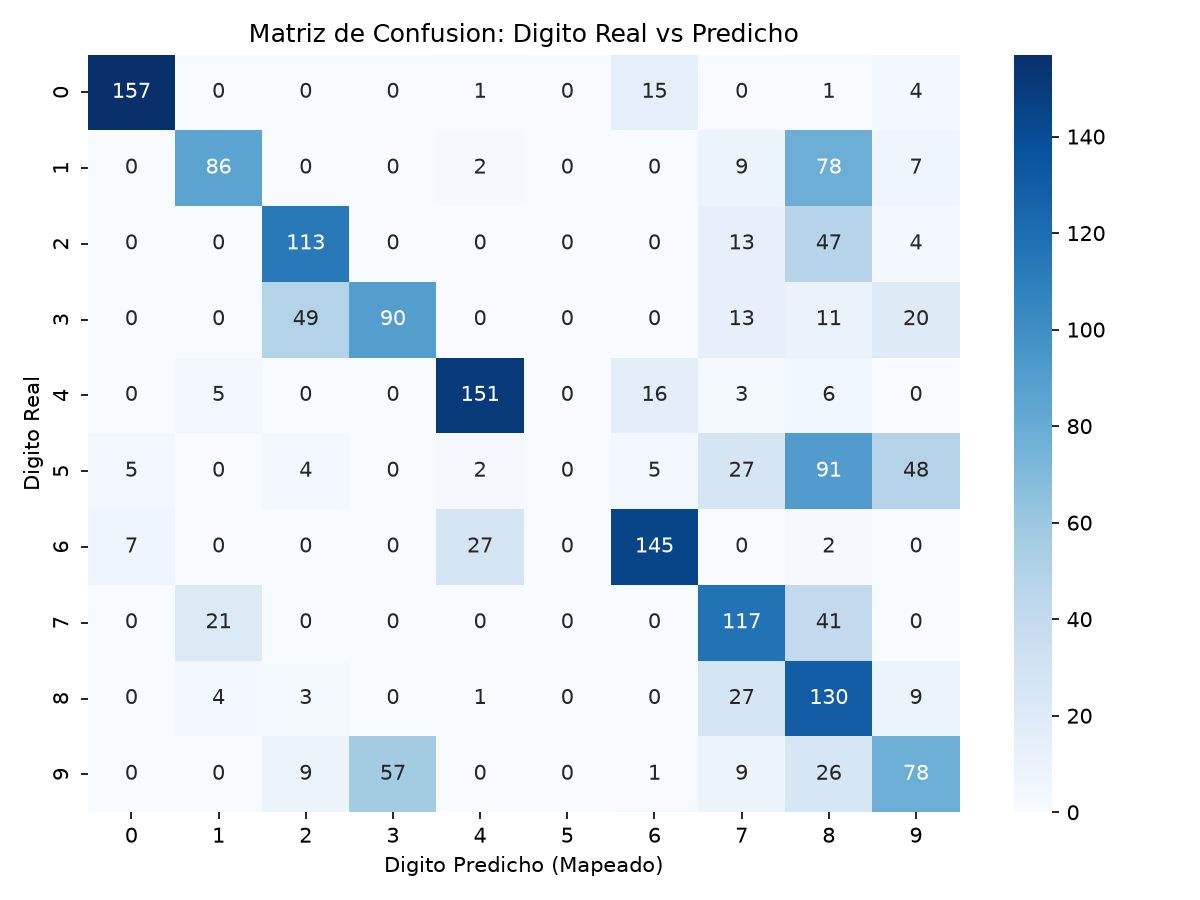 Matriz de Confusion: Digito Real vs Predicho
0 157 0 0 0 1 0 15 0 1 4
1 0 86 0 0 2 0 0 9 78 7
2 0 0 113 0 0 0 0 13 47 4
3 0 0 49 90 0 0 0 13 11 20
4 0 5 0 0 151 0 16 3 6 0
5 5 0 4 0 2 0 5 27 91 48
6 7 0 0 0 27 0 145 0 2 0
7 0 21 0 0 0 0 0 117 41 0
8 0 4 3 0 1 0 0 27 130 9
9 0 0 9 57 0 0 1 9 26 78
0 1 2 3 4 5 6 7 8 9
Digito Predicho (Mapeado)
Digito Real
140
120
100
80
60
40
20
0